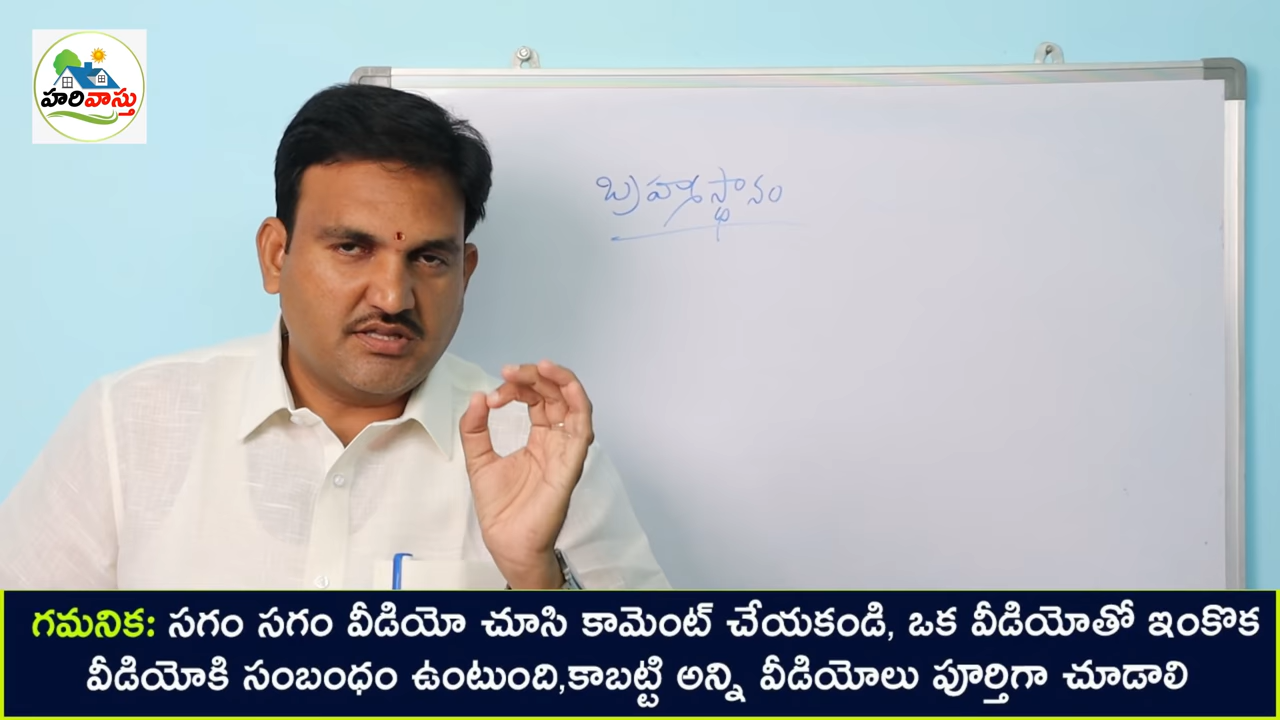 హరివాస్తు
బ్రహ్మస్థానం
గమనిక: సగం సగం వీడియో చూసి కామెంట్ చేయకండి, ఒక వీడియోతో ఇంకొక
వీడియోకి సంబంధం ఉంటుంది,కాబట్టి అన్ని వీడియోలు పూర్తిగా చూడాలి